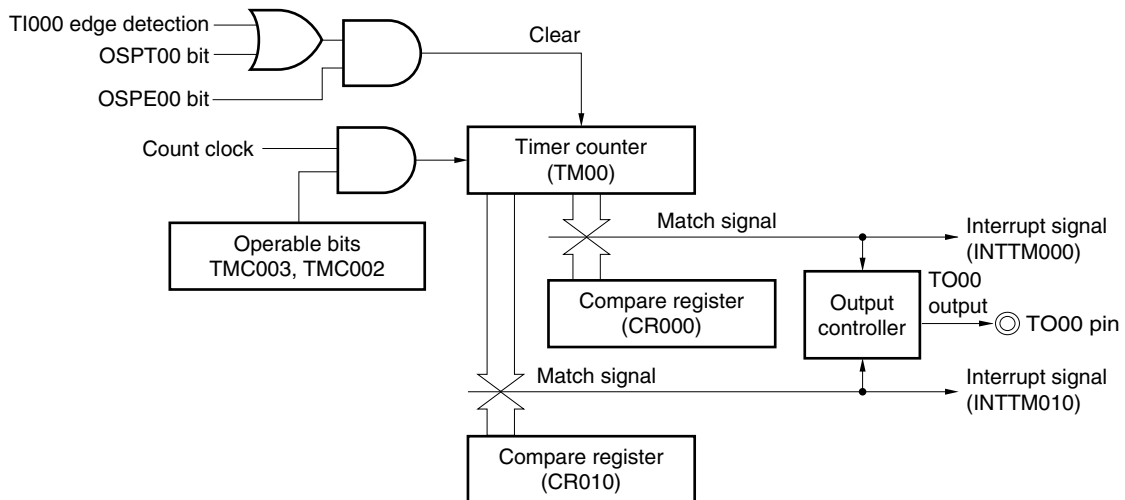 TI000 edge detection
OSPT00 bit
OSPE00 bit
Clear
Count clock
Timer counter
(TM00)
Operable bits
TMC003, TMC002
Match signal
Interrupt signal
(INTTM000)
Compare register
(CR000)
Output
controller
TO00
output
TO00 pin
Match signal
Interrupt signal
(INTTM010)
Compare register
(CR010)